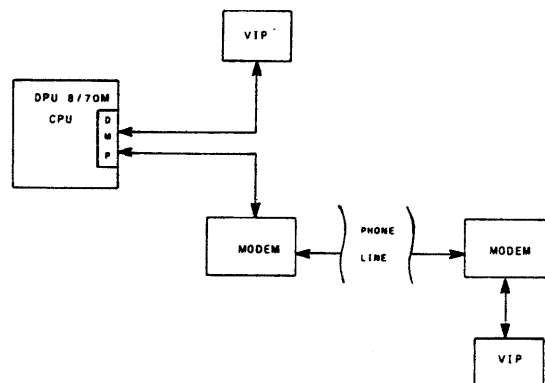 VIP
DPU 8/70M
CPU
D
M
P
MODEM
PHONE
LINE
MODEM
VIP